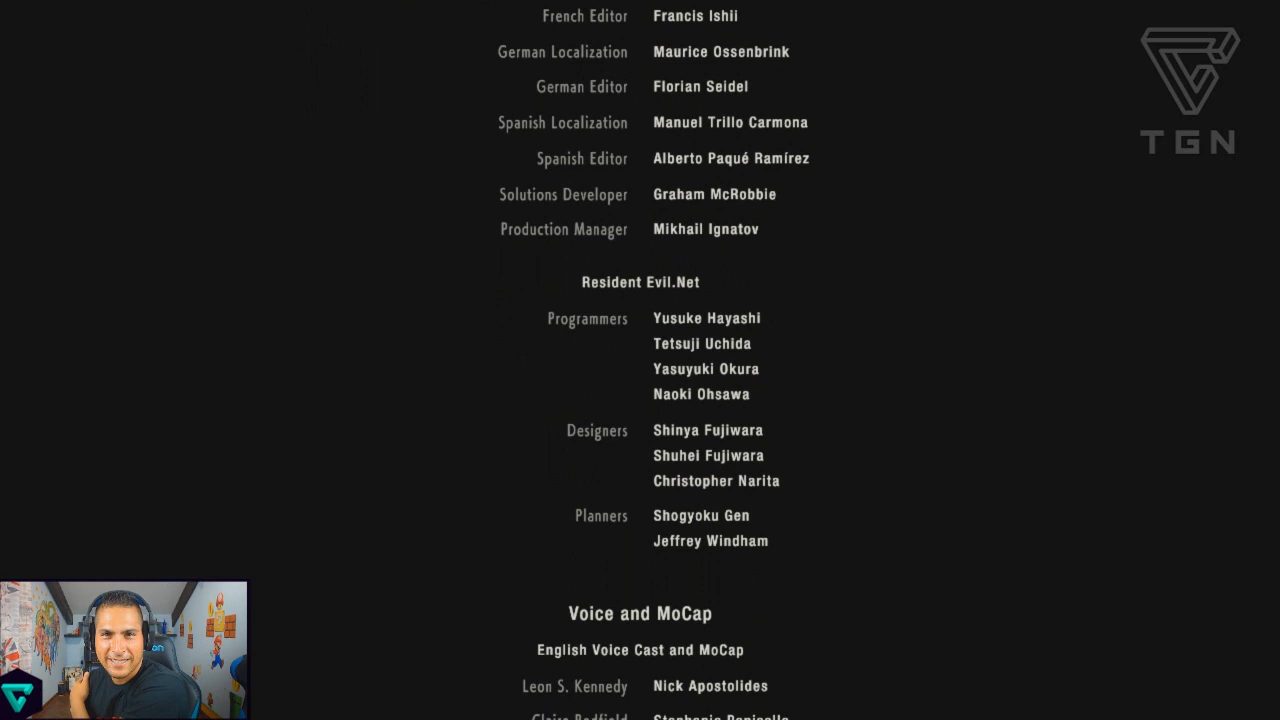 French Editor Francis Ishii
TGN
German Localization Maurice Ossenbrink
German Editor Florian Seidel
Spanish Localization Manuel Trillo Carmona
Spanish Editor Alberto Paqué Ramírez
Solutions Developer Graham McRobbie
Production Manager Mikhail Ignatov
Resident Evil.Net
Programmers Yusuke Hayashi
Tetsuji Uchida
Yasuyuki Okura
Naoki Ohsawa
Designers Shinya Fujiwara
Shuhei Fujiwara
Christopher Narita
Planners Shogyoku Gen
Jeffrey Windham
Voice and MoCap
English Voice Cast and MoCap
Leon S. Kennedy Nick Apostolides